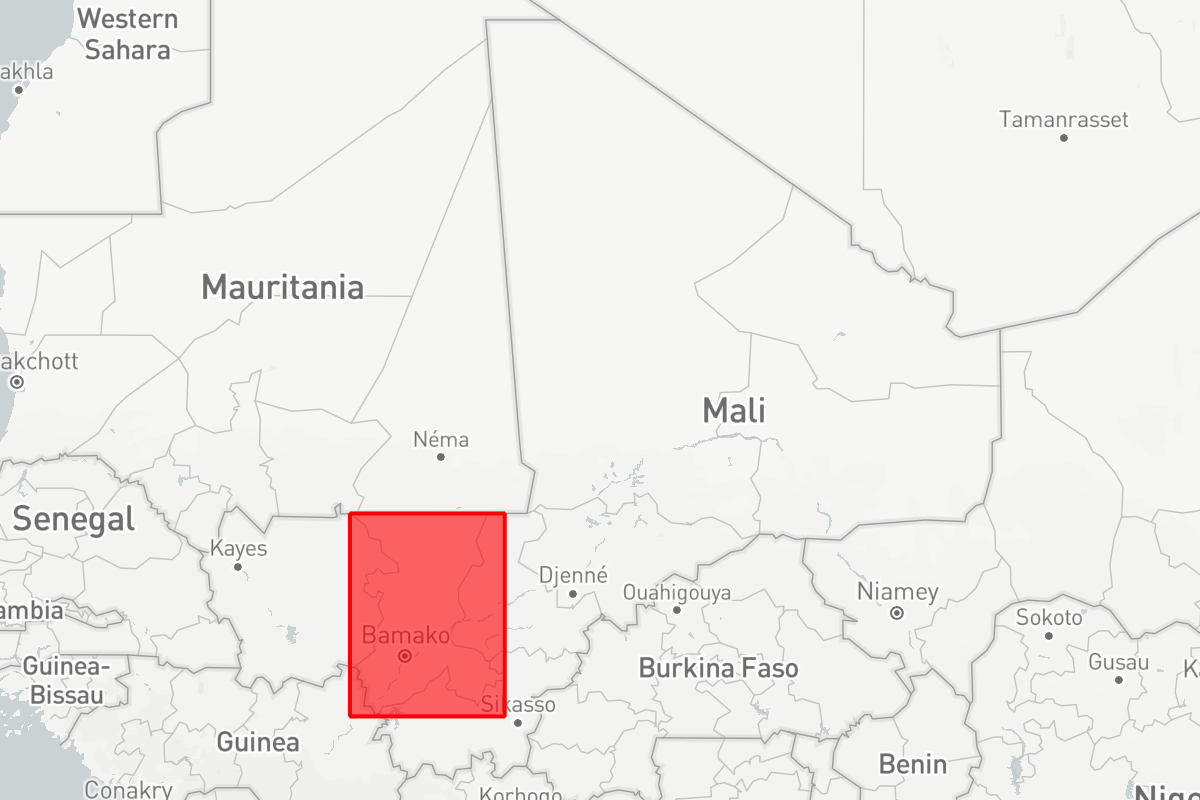 Western
Sahara
akhla
Tamanrasset
Mauritania
akchott
Mali
Néma
Senegal
Kayes
Djenné
Ouahigouya
Niamey
ambia
Bamako
Sokoto
Guinea-
Bissau
Burkina Faso
Gusau
K
Sikasso
Guinea
Benin
Conakry
Korhogo
Nige